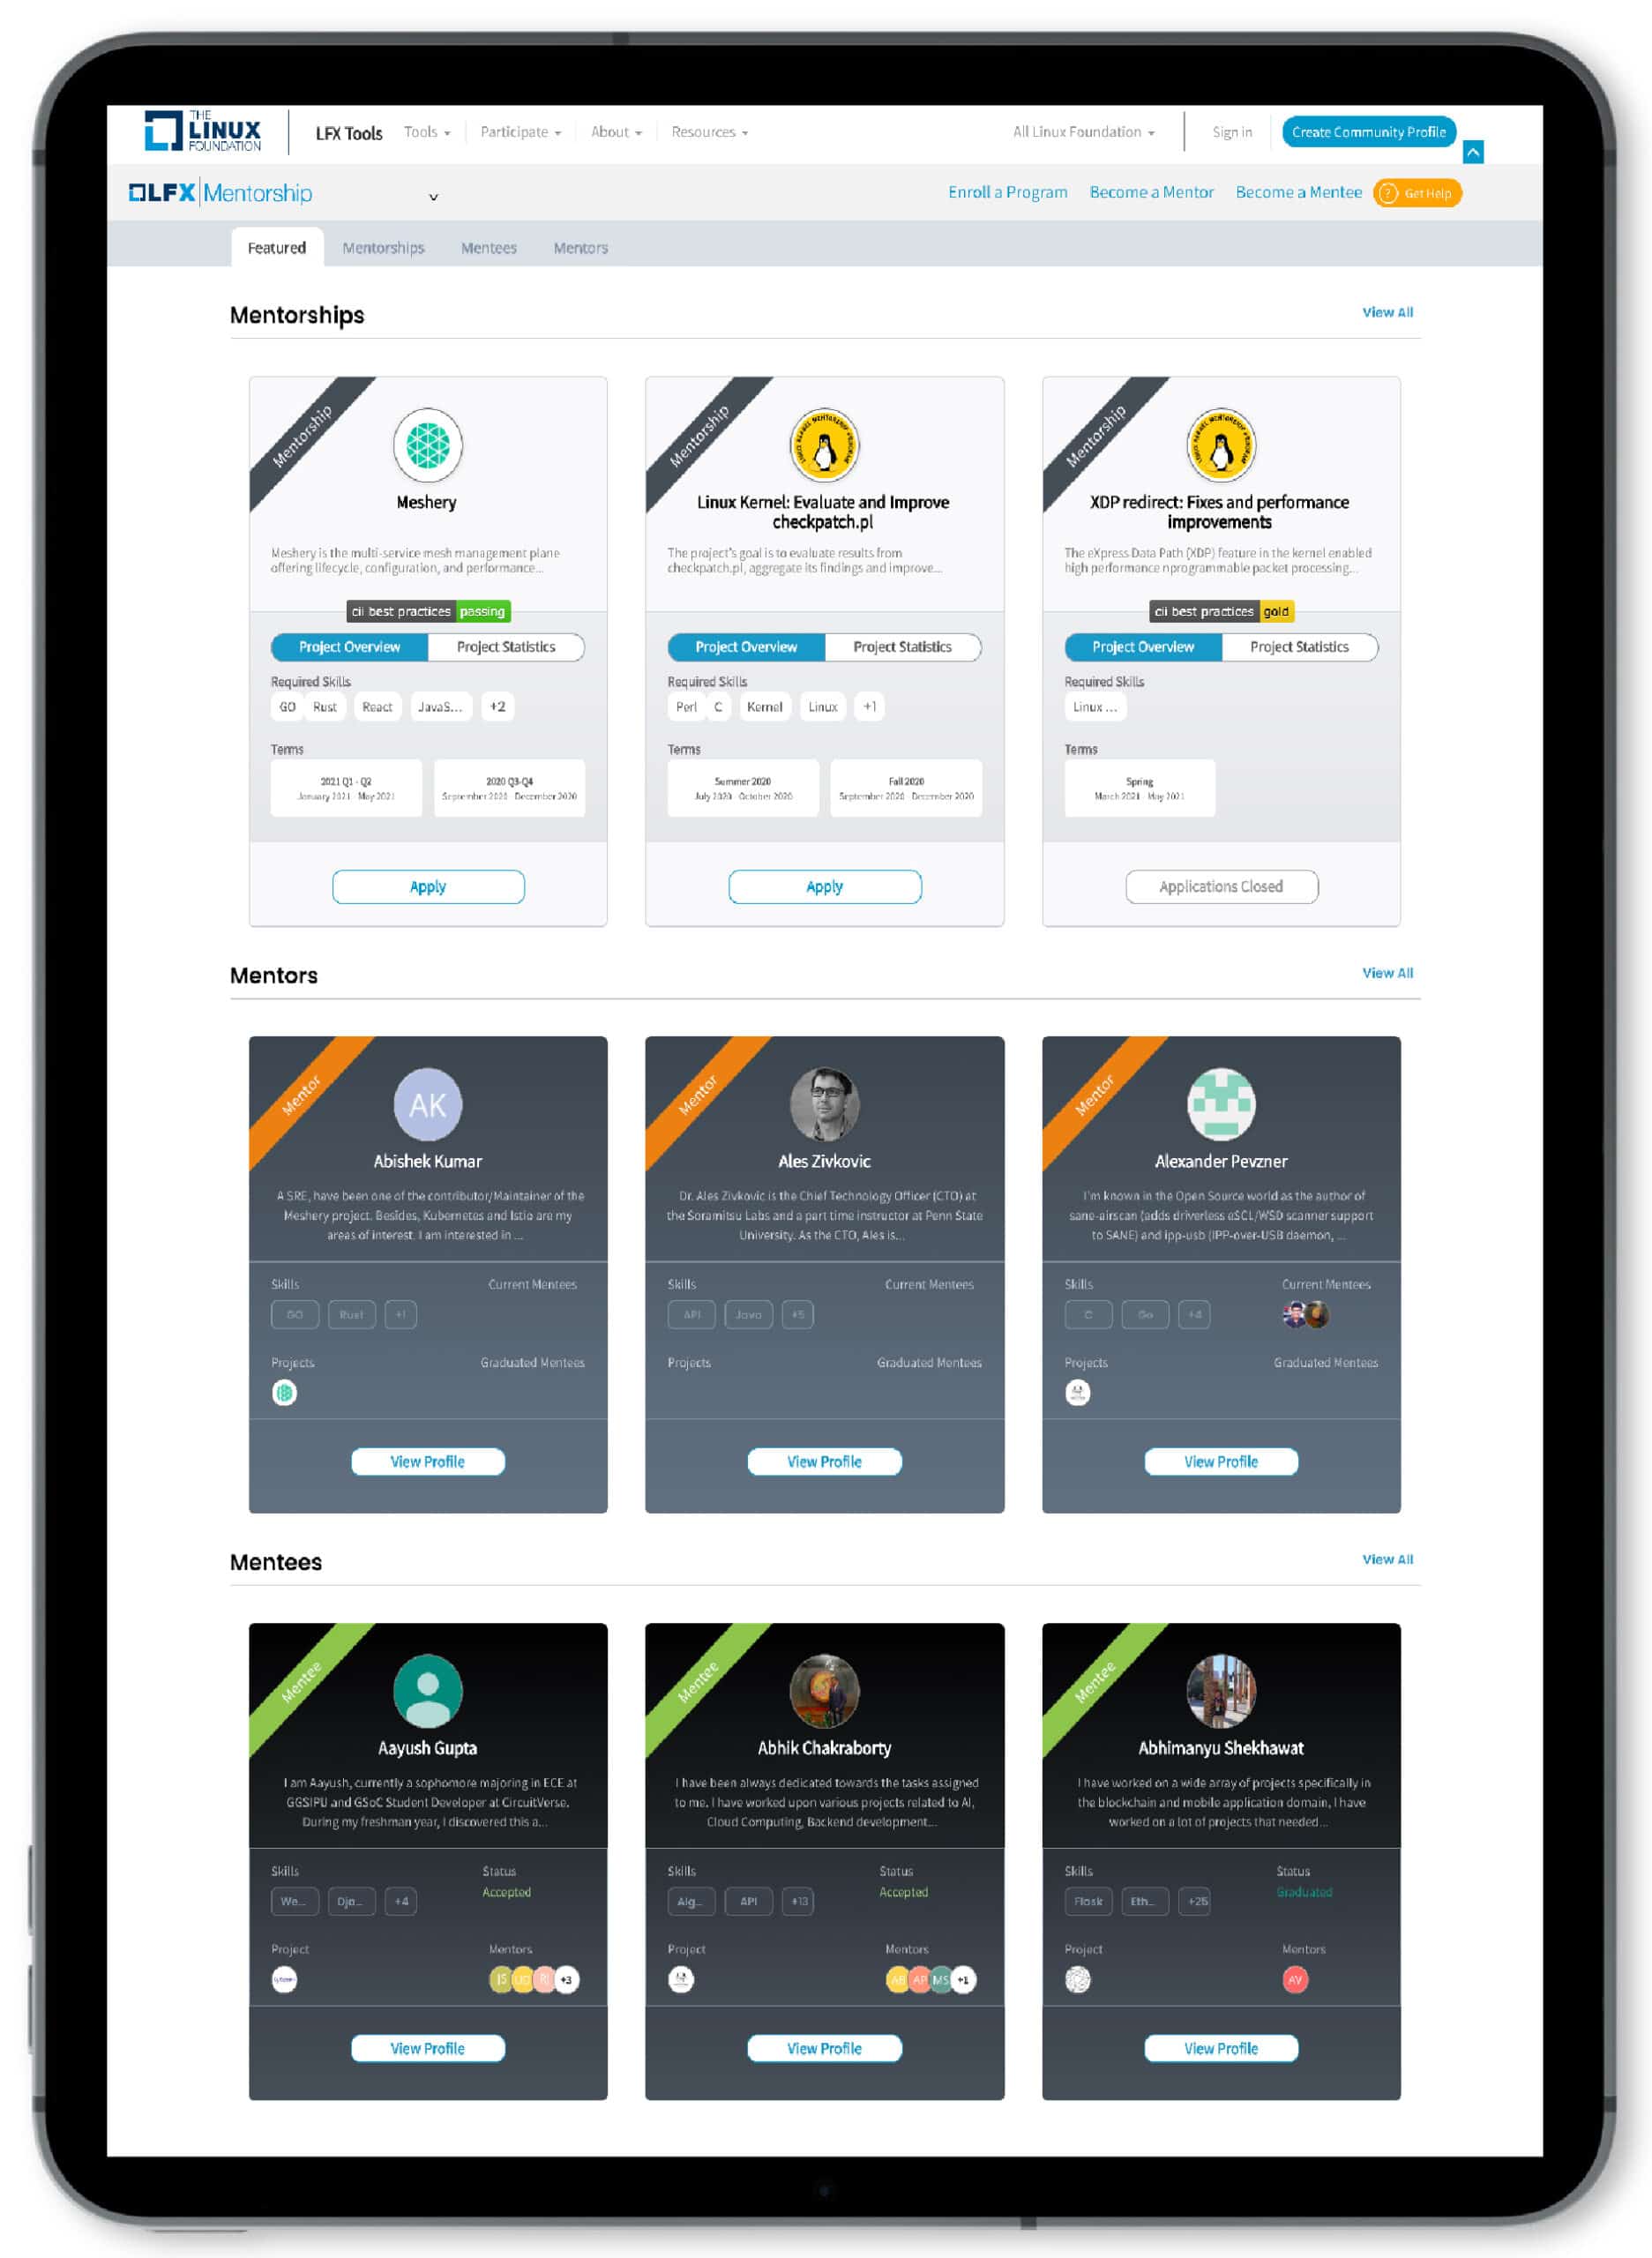 THE
LINUX
FOUNDATION
LFX Tools Tools Participate About Resources All Linux Foundation Sign in Create Community Profile
LFX Mentorship Enroll a Program Become a Mentor Become a Mentee ? Get Help
Featured Mentorships Mentees Mentors
Mentorships View All
Mentorship
Meshery
Meshery is the multi-service mesh management plane
offering lifecycle, configuration, and performance...
cii best practices passing
Project Overview Project Statistics
Required Skills
GO Rust React JavaS... +2
Terms
2021 Q1 - Q2
January 2021 - May 2021
2020 Q3-Q4
September 2020 - December 2020
Apply
Mentorship
LINUX KERNEL MENTORSHIP PROGRAM
Linux Kernel: Evaluate and Improve
checkpatch.pl
The project's goal is to evaluate results from
checkpatch.pl, aggregate its findings and improve...
Project Overview Project Statistics
Required Skills
Perl C Kernel Linux +1
Terms
Summer 2020
July 2020 - October 2020
Fall 2020
September 2020 - December 2020
Apply
Mentorship
LINUX KERNEL MENTORSHIP PROGRAM
XDP redirect: Fixes and performance
improvements
The eXpress Data Path (XDP) feature in the kernel enabled
high performance nprogrammable packet processing...
cii best practices gold
Project Overview Project Statistics
Required Skills
Linux ...
Terms
Spring
March 2021 - May 2021
Applications Closed
Mentors View All
Mentor
AK
Abishek Kumar
A SRE, have been one of the contributor/Maintainer of the
Meshery project. Besides, Kubernetes and Istio are my
areas of interest. I am interested in ...
Skills Current Mentees
GO Rust +1
Projects Graduated Mentees
View Profile
Mentor
Ales Zivkovic
Dr. Ales Zivkovic is the Chief Technology Officer (CTO) at
the Soramitsu Labs and a part time instructor at Penn State
University. As the CTO, Ales is...
Skills Current Mentees
API Java +5
Projects Graduated Mentees
View Profile
Mentor
Alexander Pevzner
I'm known in the Open Source world as the author of
sane-airscan (adds driverless eSCL/WSD scanner support
to SANE) and ipp-usb (IPP-over-USB daemon, ...
Skills Current Mentees
C Go +4
Projects Graduated Mentees
View Profile
Mentees View All
Mentee
Aayush Gupta
I am Aayush, currently a sophomore majoring in ECE at
GGSIPU and GSoC Student Developer at CircuitVerse.
During my freshman year, I discovered this a...
Skills Status
We... Dja... +4 Accepted
Project Mentors
JS UO RJ +3
View Profile
Mentee
Abhik Chakraborty
I have been always dedicated towards the tasks assigned
to me. I have worked upon various projects related to AI,
Cloud Computing, Backend development...
Skills Status
Alg... API +13 Accepted
Project Mentors
AB AP MS +1
View Profile
Mentee
Abhimanyu Shekhawat
I have worked on a wide array of projects specifically in
the blockchain and mobile application domain, I have
worked on a lot of projects that needed...
Skills Status
Flask Eth... +25 Graduated
Project Mentors
AV
View Profile